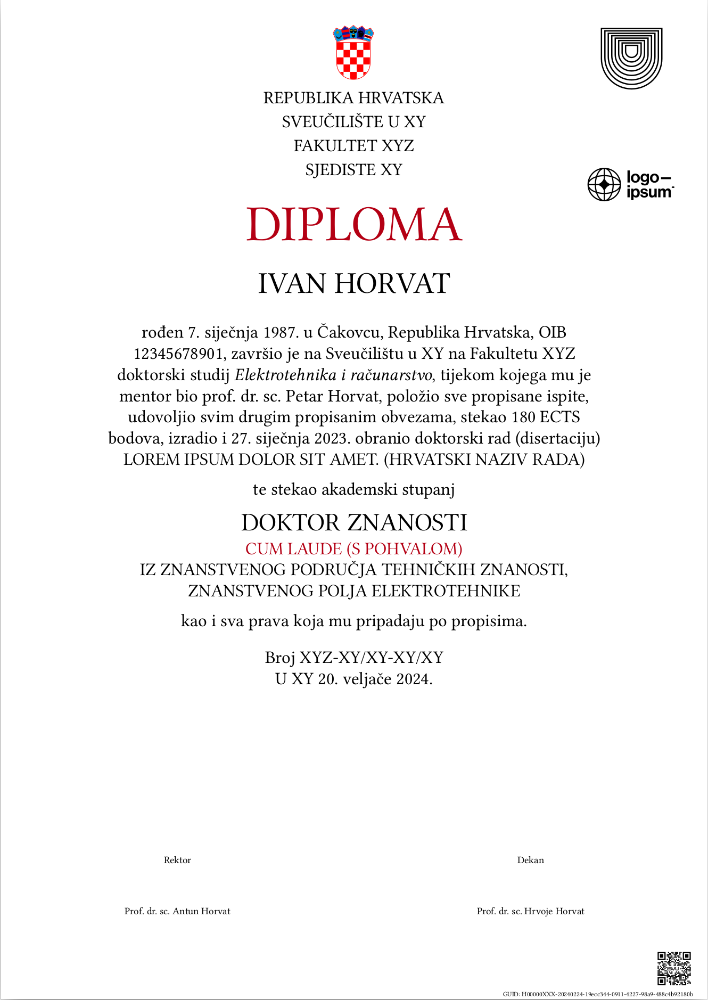 REPUBLIKA HRVATSKA
SVEUČILIŠTE U XY
FAKULTET XYZ
SJEDISTE XY
logo
ipsum
DIPLOMA
IVAN HORVAT
rođen 7. siječnja 1987. u Čakovcu, Republika Hrvatska, OIB
12345678901, završio je na Sveučilištu u XY na Fakultetu XYZ
doktorski studij Elektrotehnika i računarstvo, tijekom kojega mu je
mentor bio prof. dr. sc. Petar Horvat, položio sve propisane ispite,
udovoljio svim drugim propisanim obvezama, stekao 180 ECTS
bodova, izradio i 27. siječnja 2023. obranio doktorski rad (disertaciju)
LOREM IPSUM DOLOR SIT AMET. (HRVATSKI NAZIV RADA)
te stekao akademski stupanj
DOKTOR ZNANOSTI
CUM LAUDE (S POHVALOM)
IZ ZNANSTVENOG PODRUČJA TEHNIČKIH ZNANOSTI,
ZNANSTVENOG POLJA ELEKTROTEHNIKE
kao i sva prava koja mu pripadaju po propisima.
Broj XYZ-XY/XY-XY/XY
U XY 20. veljače 2024.
Rektor
Dekan
Prof. dr. sc. Antun Horvat
Prof. dr. sc. Hrvoje Horvat
ISVU
GUID: H00000XXX-20240224-19ecc344-0911-4227-98a9-488c4b92180b